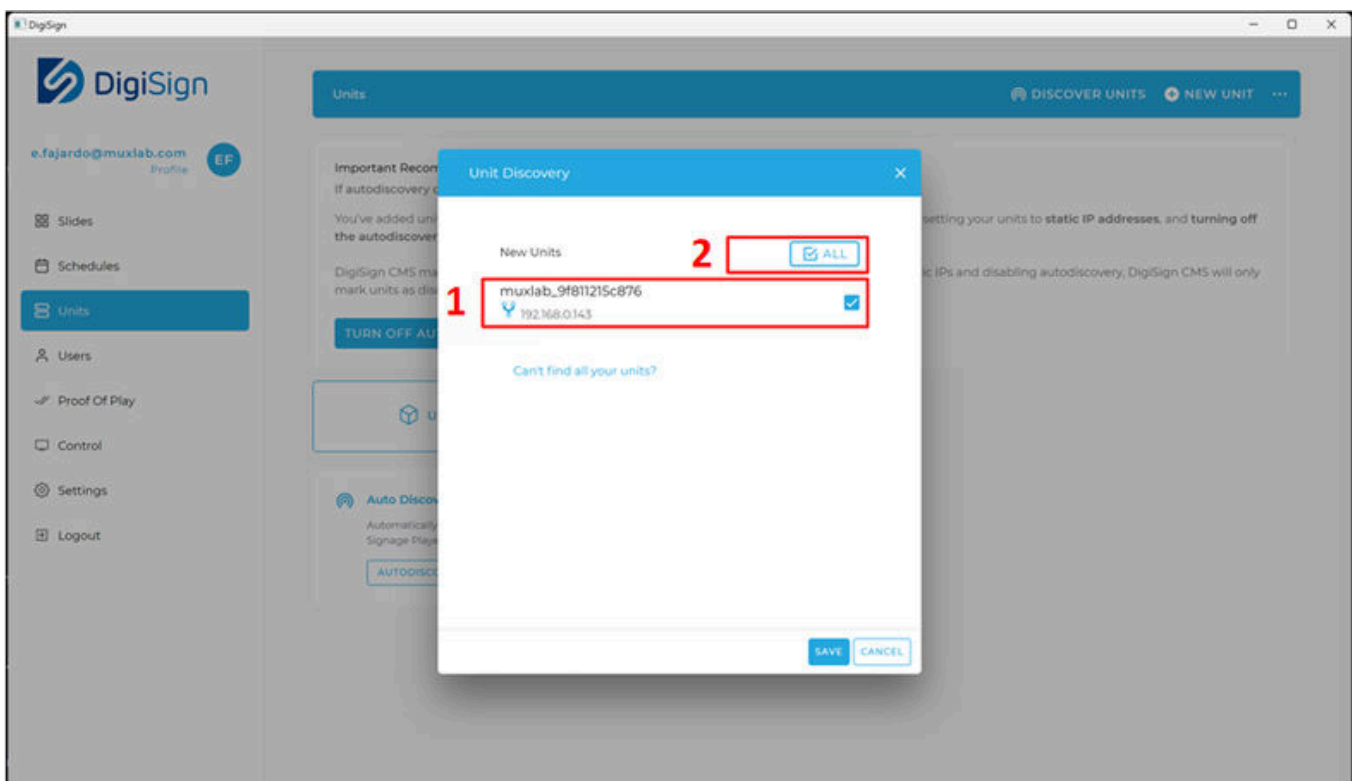 DigiSign
DigiSign
e.fajardo@muxlab.com
Profile
EF
Slides
Schedules
Units
Users
Proof Of Play
Control
Settings
Logout
Units
DISCOVER UNITS
NEW UNIT
Important Recom
If autodiscovery
You've added uni
setting your units to static IP addresses, and turning off
the autodiscover
DigiSign CMS ma
ic IPs and disabling autodiscovery, DigiSign CMS will only
mark units as dis
TURN OFF AU
U
Auto Discov
Automatically
Signage Playe
AUTODISCO
Unit Discovery
New Units
2
ALL
1
muxlab_9f811215c876
192.168.0.143
Can't find all your units?
SAVE
CANCEL